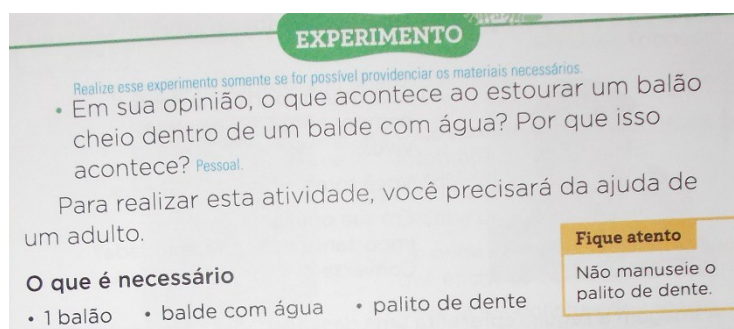 EXPERIMENTO
Realize esse experimento somente se for possível providenciar os materiais necessários.
• Em sua opinião, o que acontece ao estourar um balão
cheio dentro de um balde com água? Por que isso
acontece? Pessoal.
Para realizar esta atividade, você precisará da ajuda de
um adulto.
O que é necessário
• 1 balão • balde com água • palito de dente
Fique atento
Não manuseie o
palito de dente.